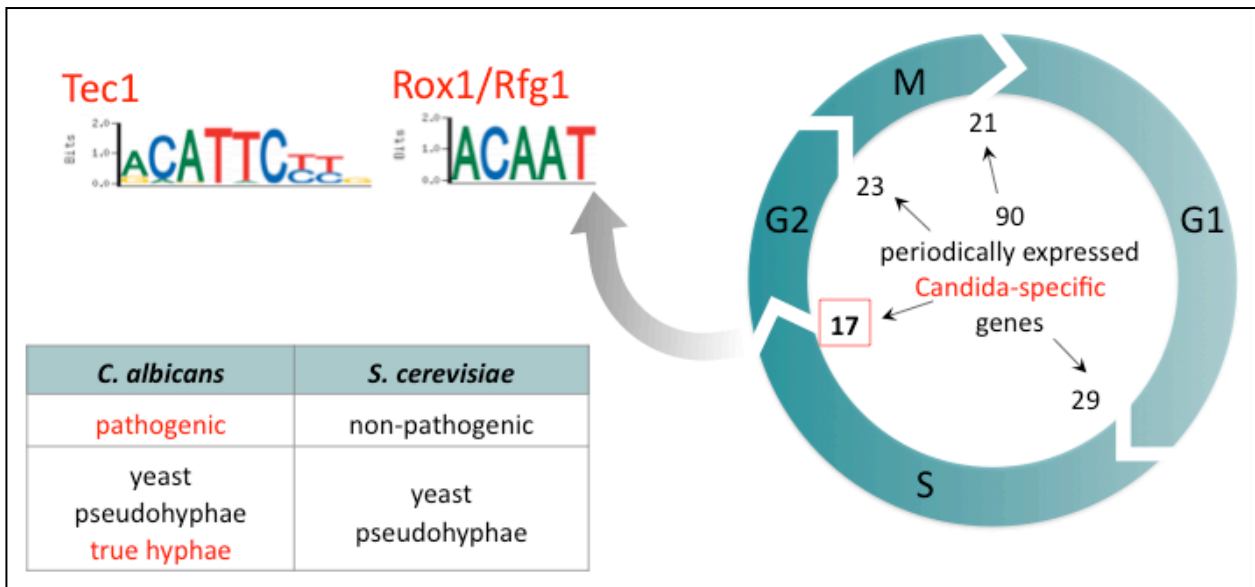 Tec1
Bits
2.0
1.0
0.0
ACATTCTT
Rox1/Rfg1
Bits
2.0
1.0
0.0
ACAAT
M
G1
S
G2
21
23
90
periodically expressed
Candida-specific
genes
17
29
C. albicans S. cerevisiae
pathogenic non-pathogenic
yeast
pseudohyphae
true hyphae
yeast
pseudohyphae